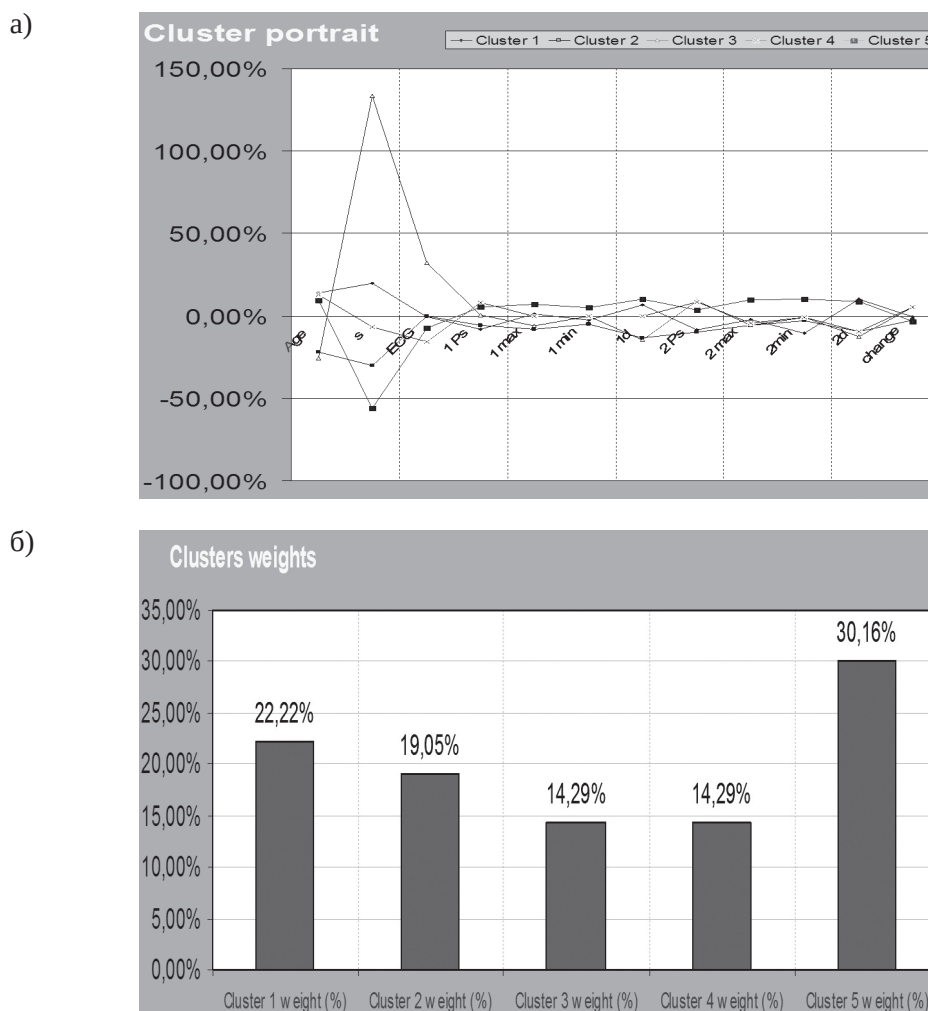 а)
Cluster portrait
Cluster 1 Cluster 2 Cluster 3 Cluster 4 Cluster 5
150,00%
100,00%
50,00%
0,00%
-50,00%
-100,00%
Age s ECG 1 Ps 1 max 1 min 1d 2 Ps 2 max 2min 2d change
б)
Clusters weights
35,00%
30,00%
25,00%
20,00%
15,00%
10,00%
5,00%
0,00%
22,22% 19,05% 14,29% 14,29% 30,16%
Cluster 1 weight (%) Cluster 2 weight (%) Cluster 3 weight (%) Cluster 4 weight (%) Cluster 5 weight (%)